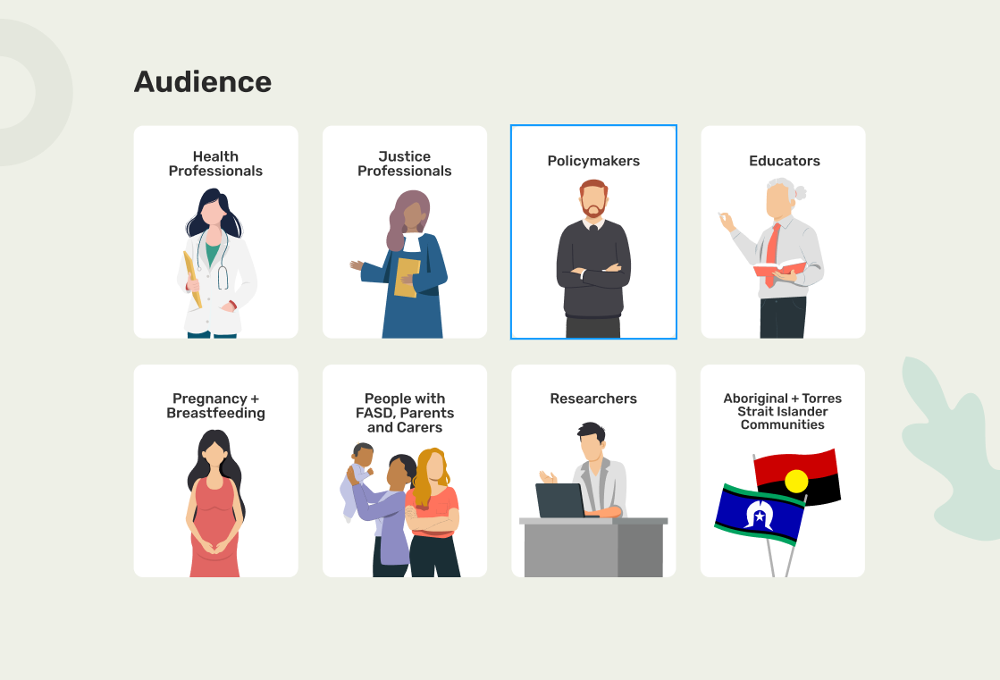 Audience
Health
Professionals
Justice
Professionals
Policymakers
Educators
Pregnancy +
Breastfeeding
People with
FASD, Parents
and Carers
Researchers
Aboriginal + Torres
Strait Islander
Communities